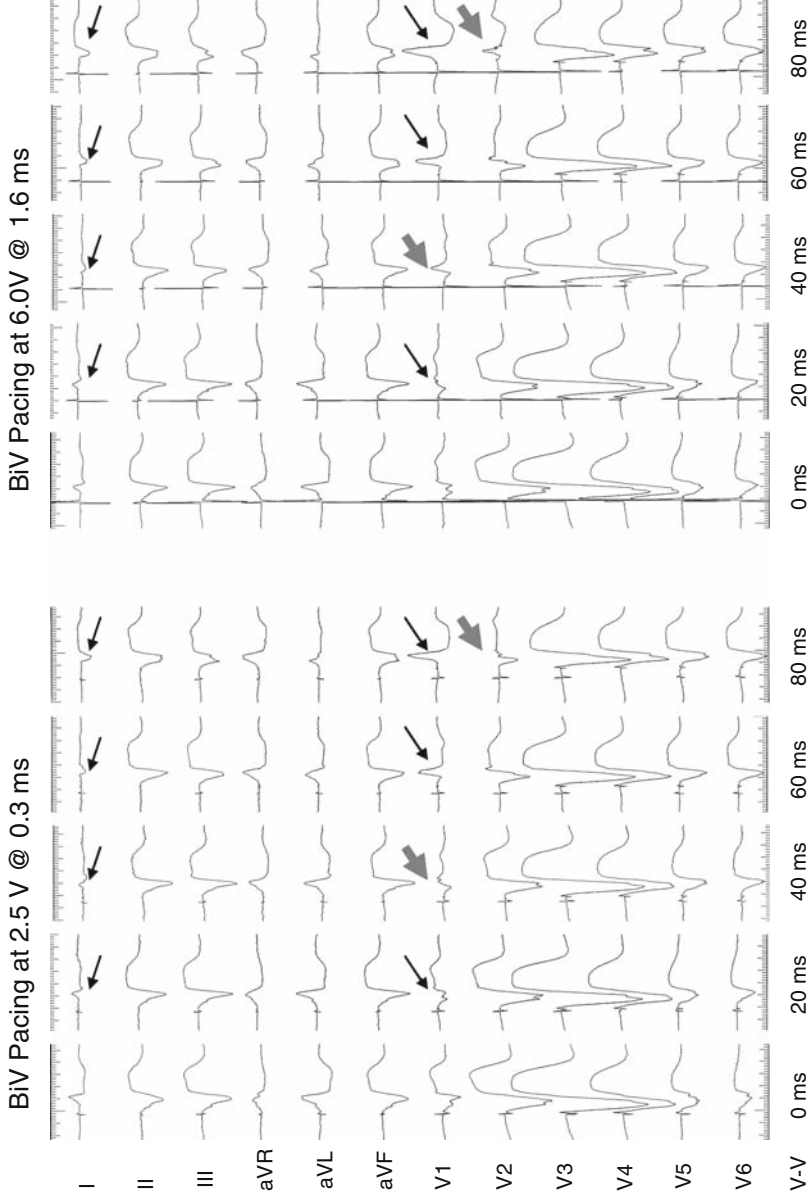 BiV Pacing at 2.5 V @ 0.3 ms
BiV Pacing at 6.0V @ 1.6 ms
I
II
III
aVR
aVL
aVF
V1
V2
V3
V4
V5
V6
V-V
0 ms
20 ms
40 ms
60 ms
80 ms
0 ms
20 ms
40 ms
60 ms
80 ms